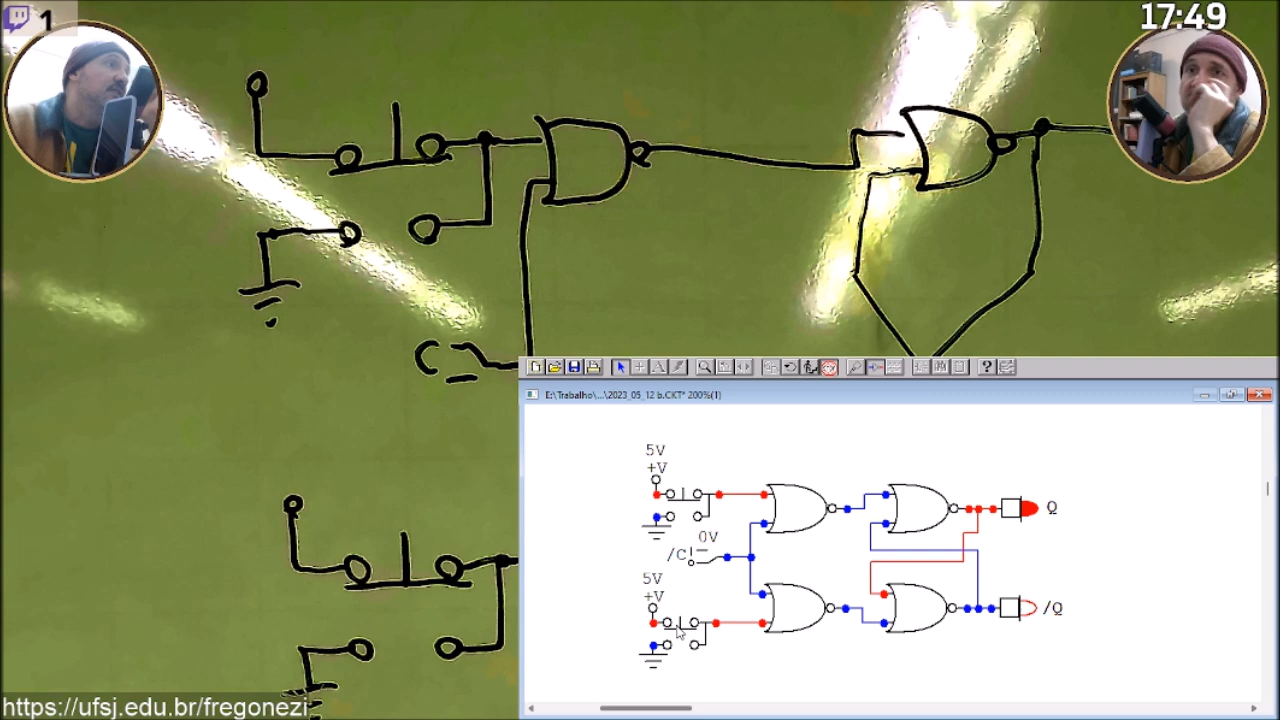 1
17:49
C
E:\Trabalho\...\2023_05_12 b.CKT* 200%(1)
5V
+V
Q
0V
/C
5V
+V
/Q
https://ufsj.edu.br/fregonezi